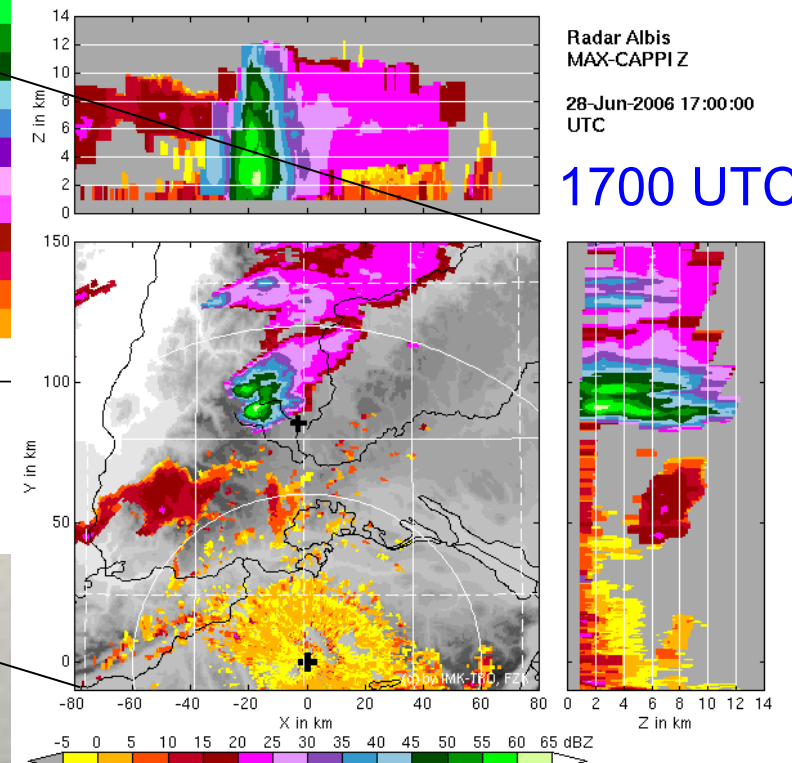 14
12
10
8
6
4
2
0
Z in km
Radar Albis
MAX-CAPPI Z
28-Jun-2006 17:00:00
UTC
1700 UTC
150
100
50
0
Y in km
-80 -60 -40 -20 0 20 40 60 80
X in km
(c) by IMK-TRO, FZK
0 2 4 6 8 10 12 14
Z in km
-5 0 5 10 15 20 25 30 35 40 45 50 55 60 65 dBZ